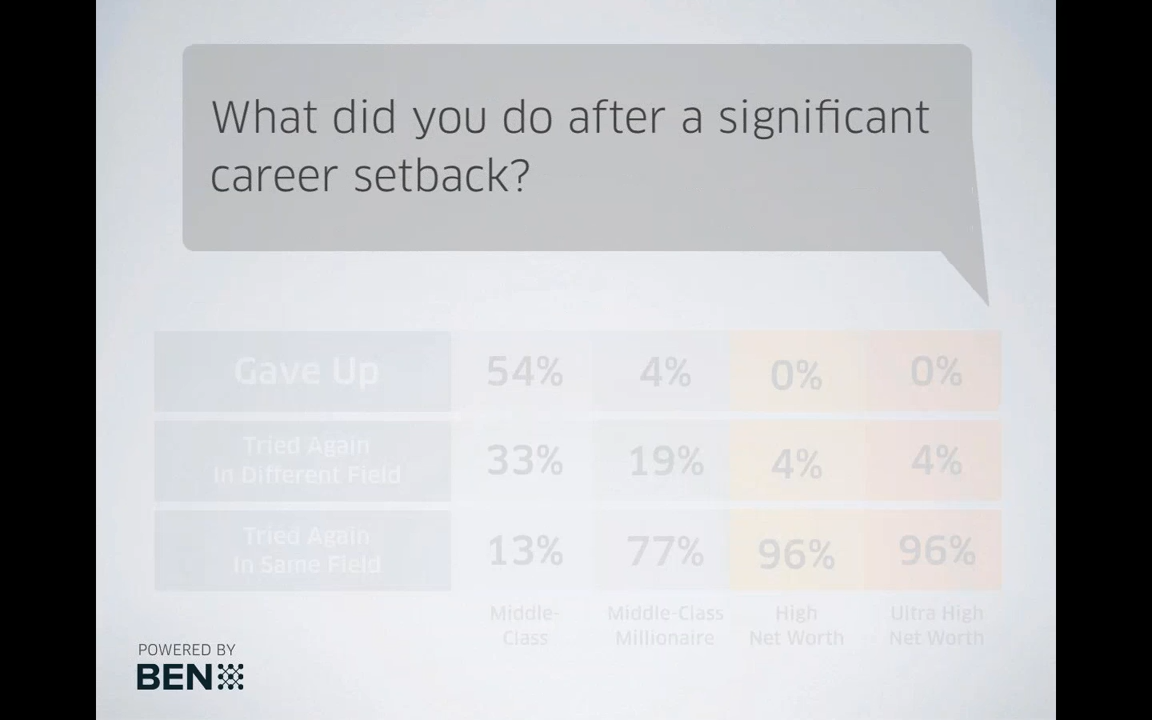 What did you do after a significant
career setback?
Gave Up 54% 4% 0% 0%
Tried Again
In Different Field 33% 19% 4% 4%
Tried Again
In Same Field 13% 77% 96% 96%
Middle- Middle-Class High Ultra High
Class Millionaire Net Worth Net Worth
POWERED BY
BEN